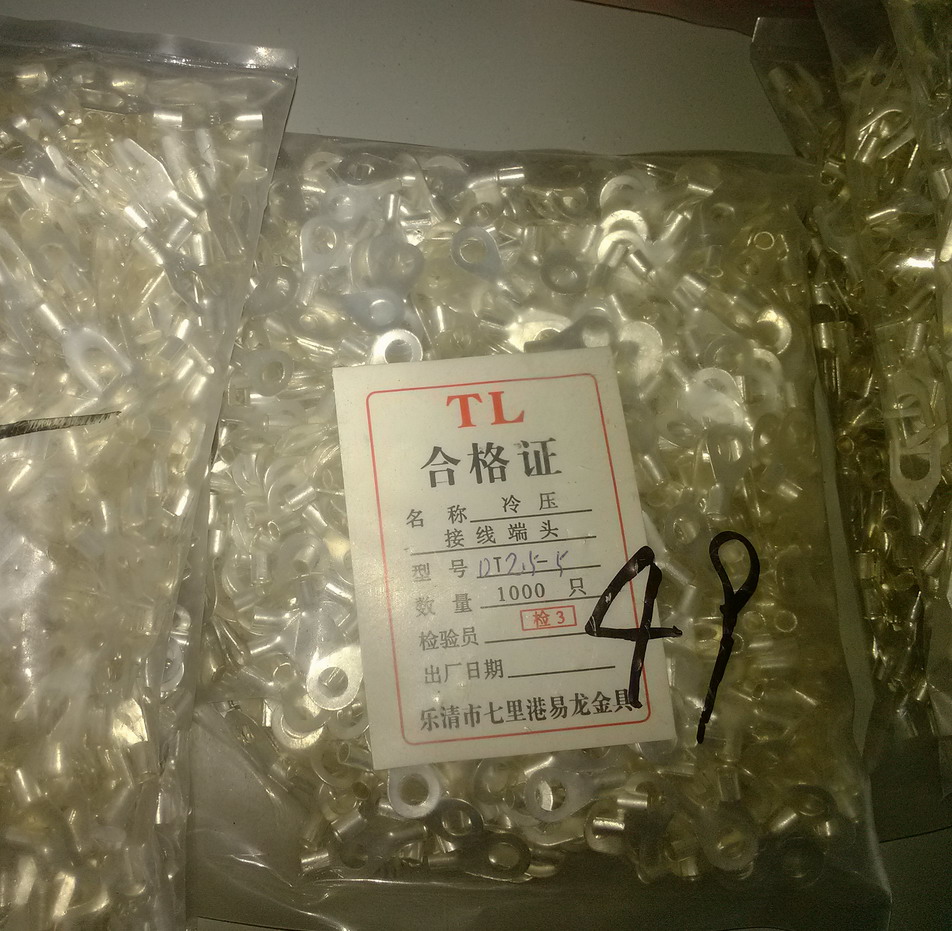 TL
合格证
名 称 冷 压
接 线 端 头
型 号 DT2.5-5
数 量 1000 只
检 3
检验员
出厂日期
乐清市七里港易龙金具
49